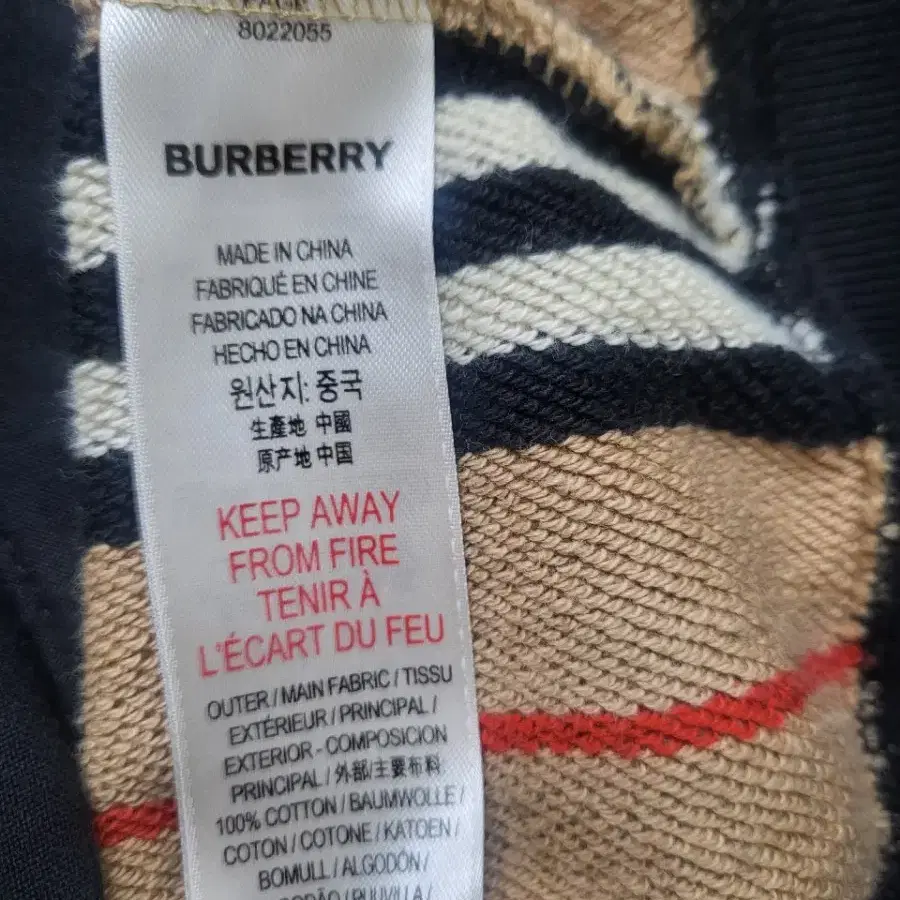 8022055
BURBERRY
MADE IN CHINA
FABRIQUÉ EN CHINE
FABRICADO NA CHINA
HECHO EN CHINA
원산지: 중국
生產地 中國
原产地 中国
KEEP AWAY
FROM FIRE
TENIR À
L'ÉCART DU FEU
OUTER / MAIN FABRIC / TISSU
EXTÉRIEUR / PRINCIPAL /
EXTERIOR - COMPOSICION
PRINCIPAL / 外部/主要布料
100% COTTON / BAUMWOLLE /
COTON / COTONE / KATOEN /
BOMULL / ALGODÓN /